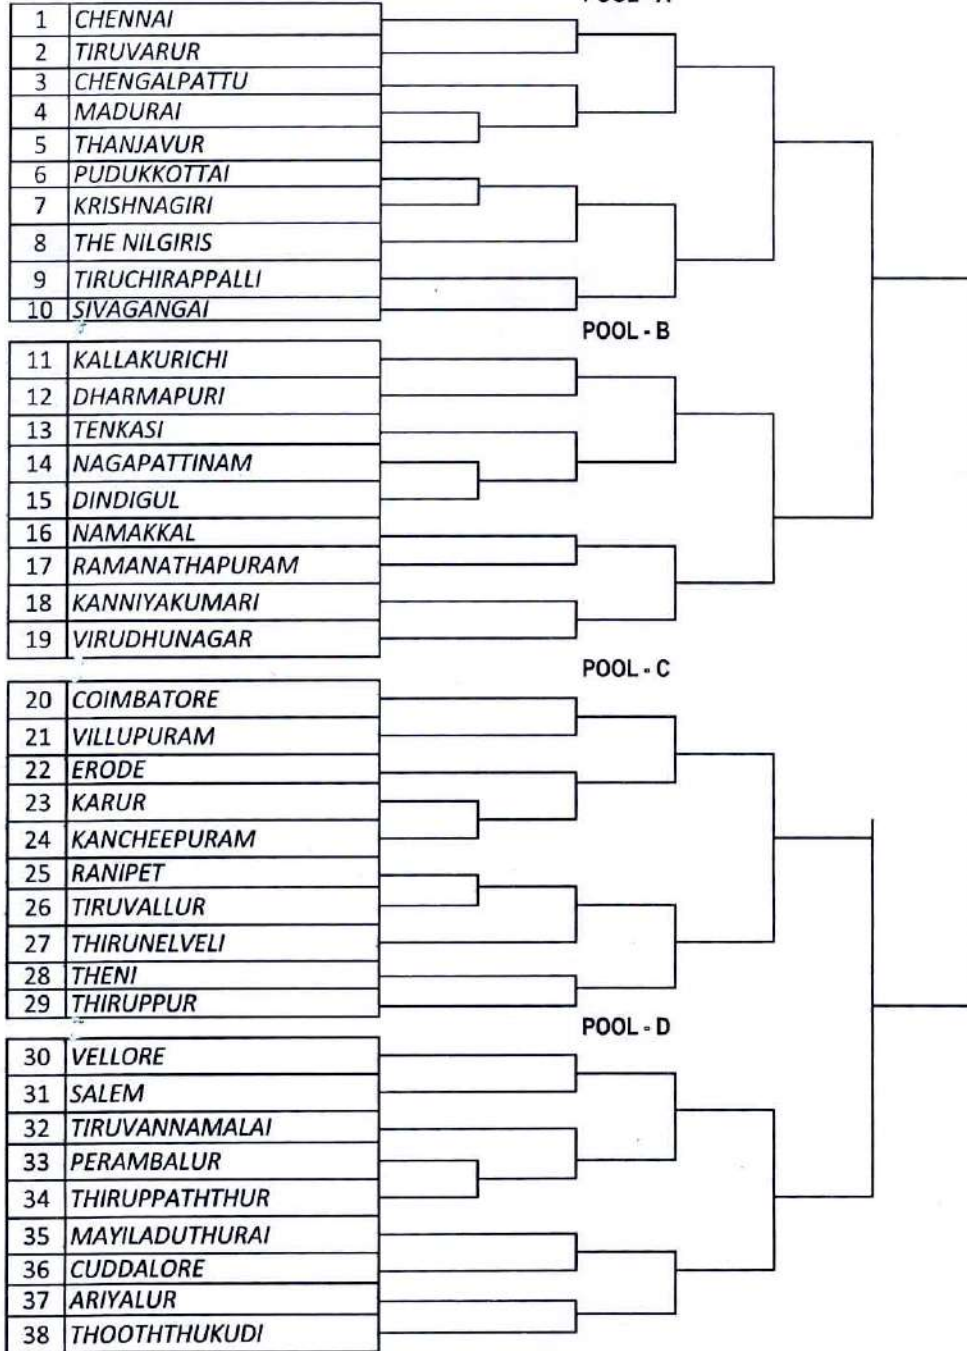 1 CHENNAI
2 TIRUVARUR
3 CHENGALPATTU
4 MADURAI
5 THANJAVUR
6 PUDUKKOTTAI
7 KRISHNAGIRI
8 THE NILGIRIS
9 TIRUCHIRAPPALLI
10 SIVAGANGAI
POOL - B
11 KALLAKURICHI
12 DHARMAPURI
13 TENKASI
14 NAGAPATTINAM
15 DINDIGUL
16 NAMAKKAL
17 RAMANATHAPURAM
18 KANNIYAKUMARI
19 VIRUDHUNAGAR
POOL - C
20 COIMBATORE
21 VILLUPURAM
22 ERODE
23 KARUR
24 KANCHEEPURAM
25 RANIPET
26 TIRUVALLUR
27 THIRUNELVELI
28 THENI
29 THIRUPPUR
POOL - D
30 VELLORE
31 SALEM
32 TIRUVANNAMALAI
33 PERAMBALUR
34 THIRUPPATHTHUR
35 MAYILADUTHURAI
36 CUDDALORE
37 ARIYALUR
38 THOOTHTHUKUDI